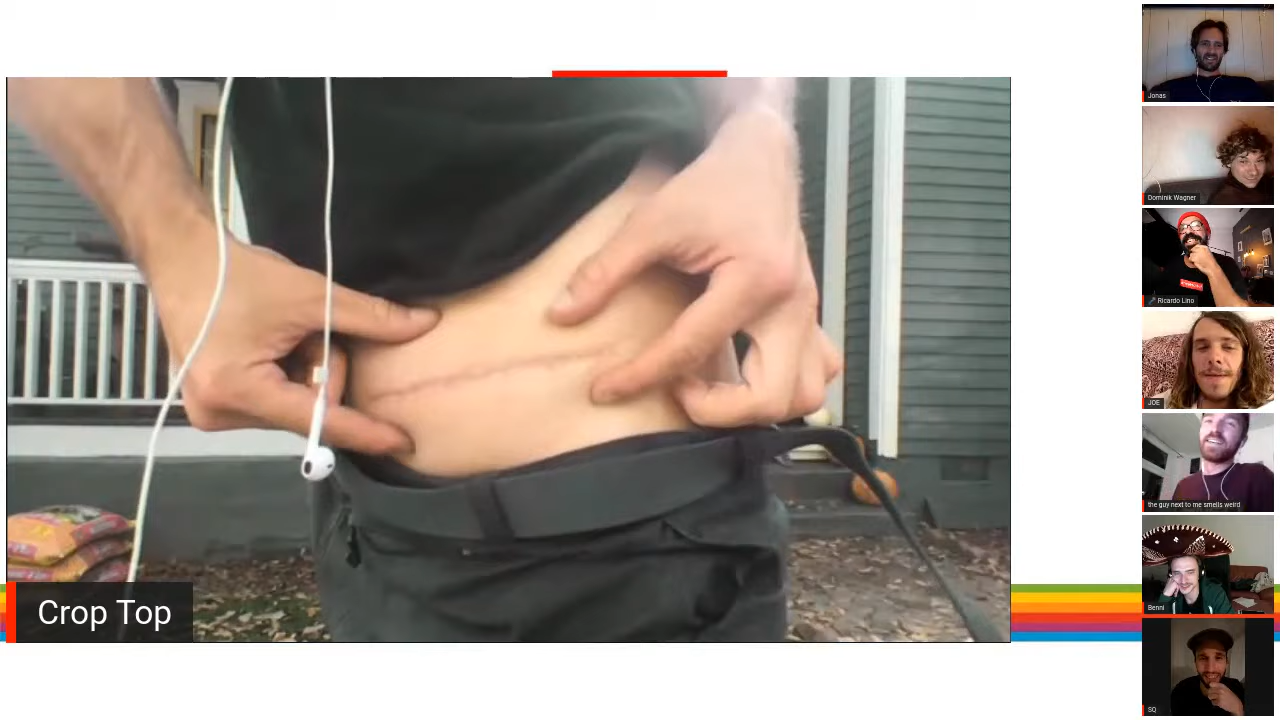 Crop Top
Jonas
Dominik Wagner
Ricardo Lino
JOE
the guy next to me smells weird
Benni
SQ